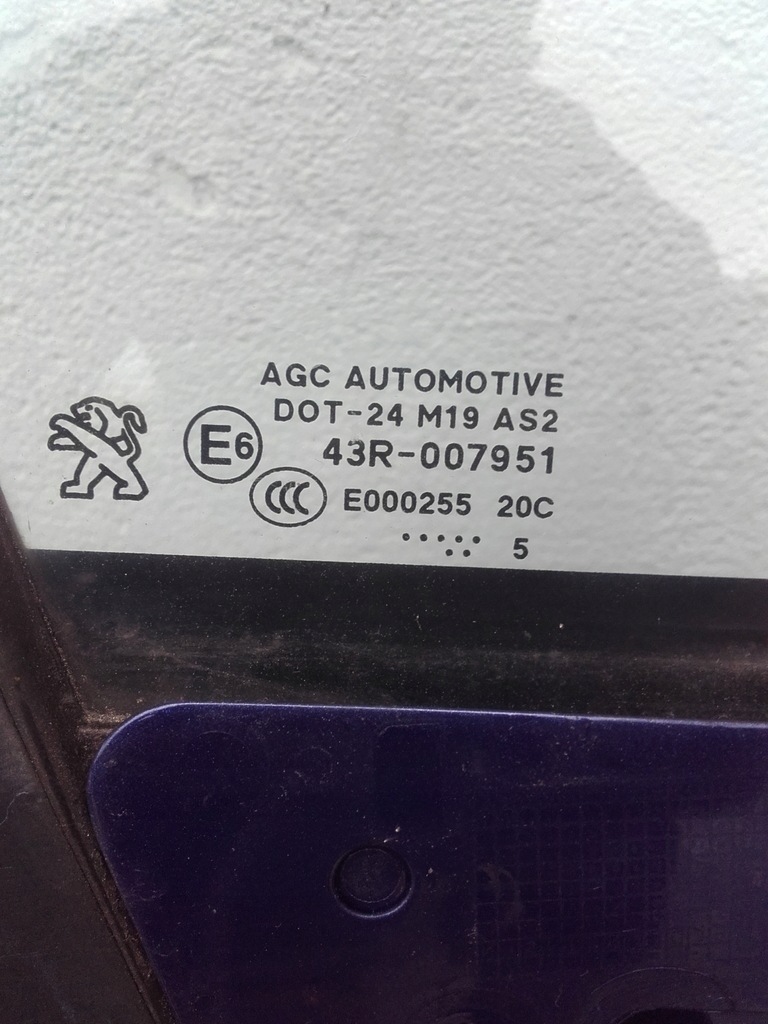 AGC AUTOMOTIVE
DOT-24 M19 AS2
E6 43R-007951
CCC E000255 20C
5